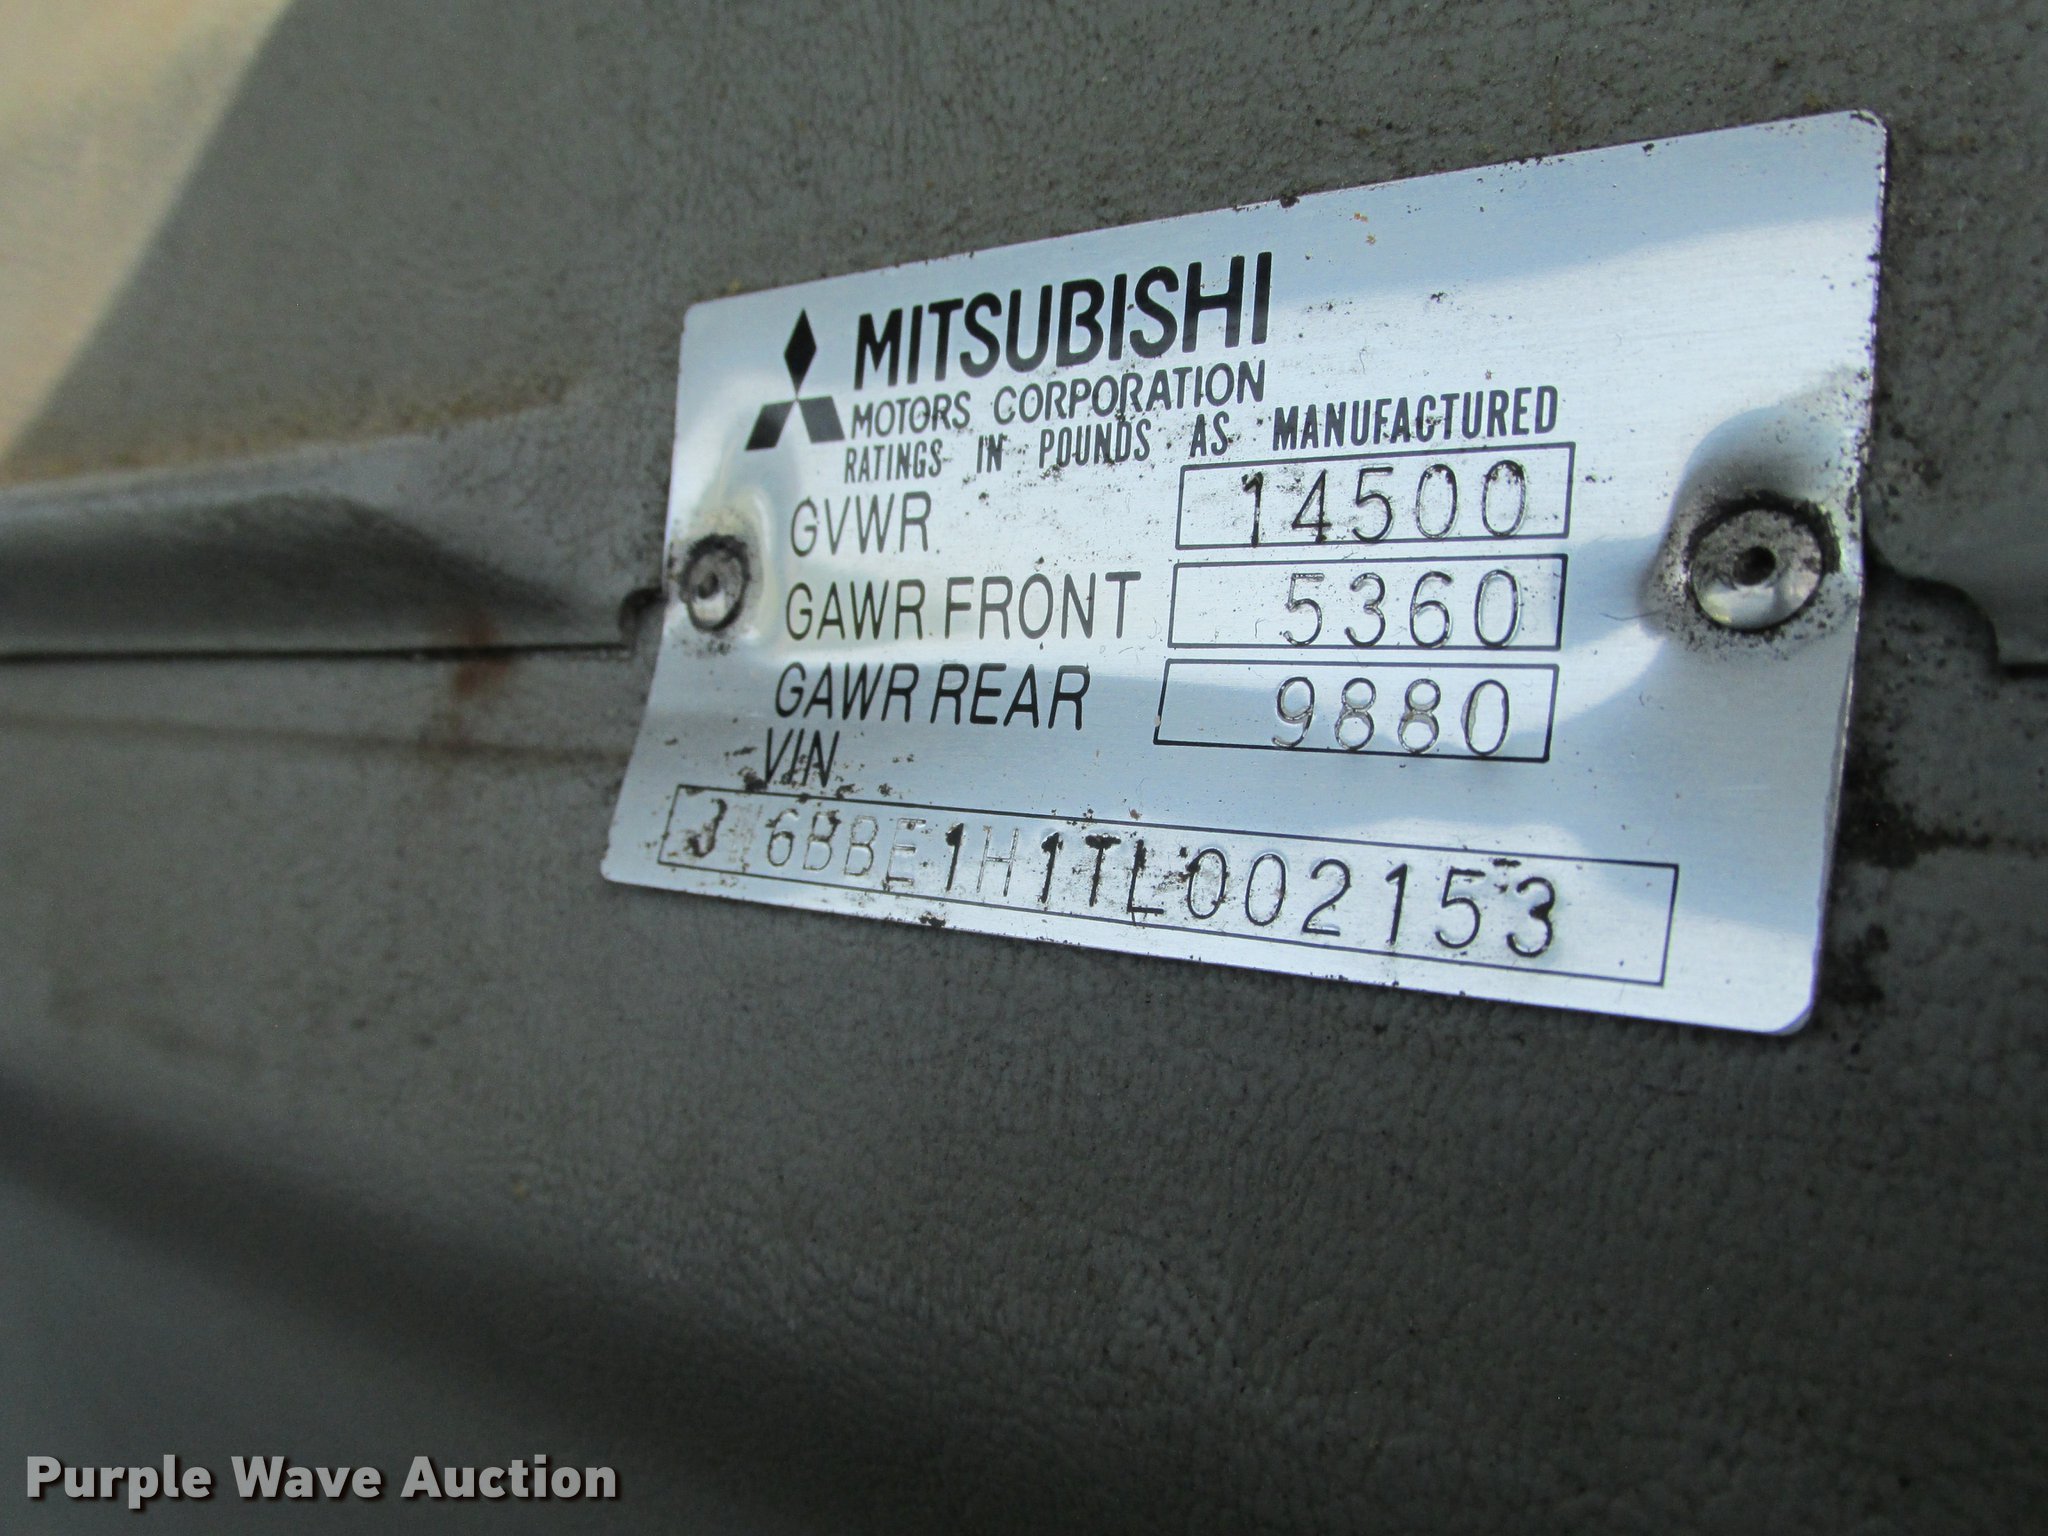 MITSUBISHI
MOTORS CORPORATION
RATINGS IN POUNDS AS MANUFACTURED
GVWR 14500
GAWR FRONT 5360
GAWR REAR 9880
VIN
JW6BBE1H1TL002153
Purple Wave Auction